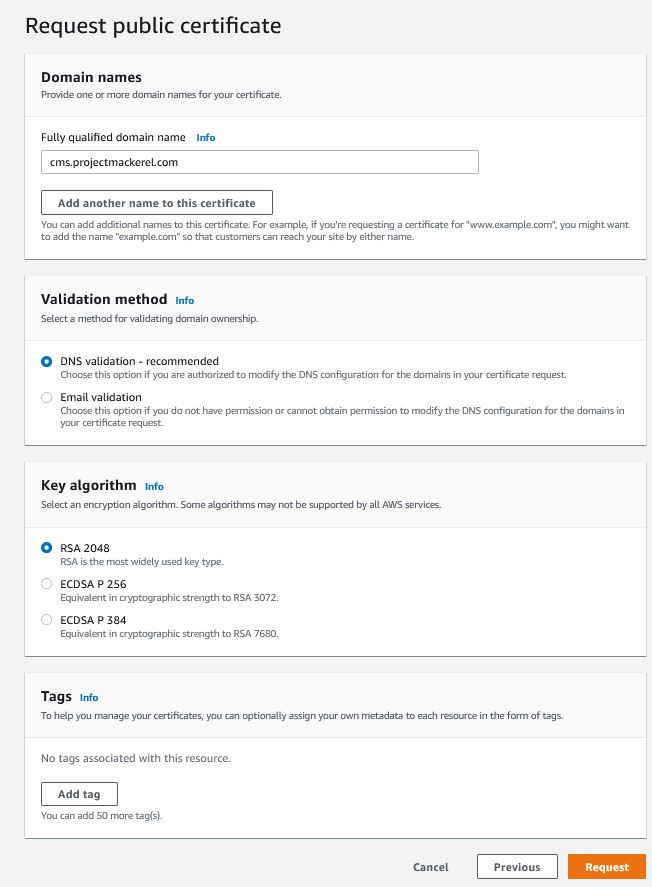 Request public certificate
Domain names
Provide one or more domain names for your certificate.
Fully qualified domain name Info
cms.projectmackerel.com
Add another name to this certificate
You can add additional names to this certificate. For example, if you're requesting a certificate for "www.example.com", you might want
to add the name "example.com" so that customers can reach your site by either name.
Validation method Info
Select a method for validating domain ownership.
DNS validation - recommended
Choose this option if you are authorized to modify the DNS configuration for the domains in your certificate request.
Email validation
Choose this option if you do not have permission or cannot obtain permission to modify the DNS configuration for the domains in
your certificate request.
Key algorithm Info
Select an encryption algorithm. Some algorithms may not be supported by all AWS services.
RSA 2048
RSA is the most widely used key type.
ECDSA P 256
Equivalent in cryptographic strength to RSA 3072.
ECDSA P 384
Equivalent in cryptographic strength to RSA 7680.
Tags Info
To help you manage your certificates, you can optionally assign your own metadata to each resource in the form of tags.
No tags associated with this resource.
Add tag
You can add 50 more tag(s).
Cancel Previous Request